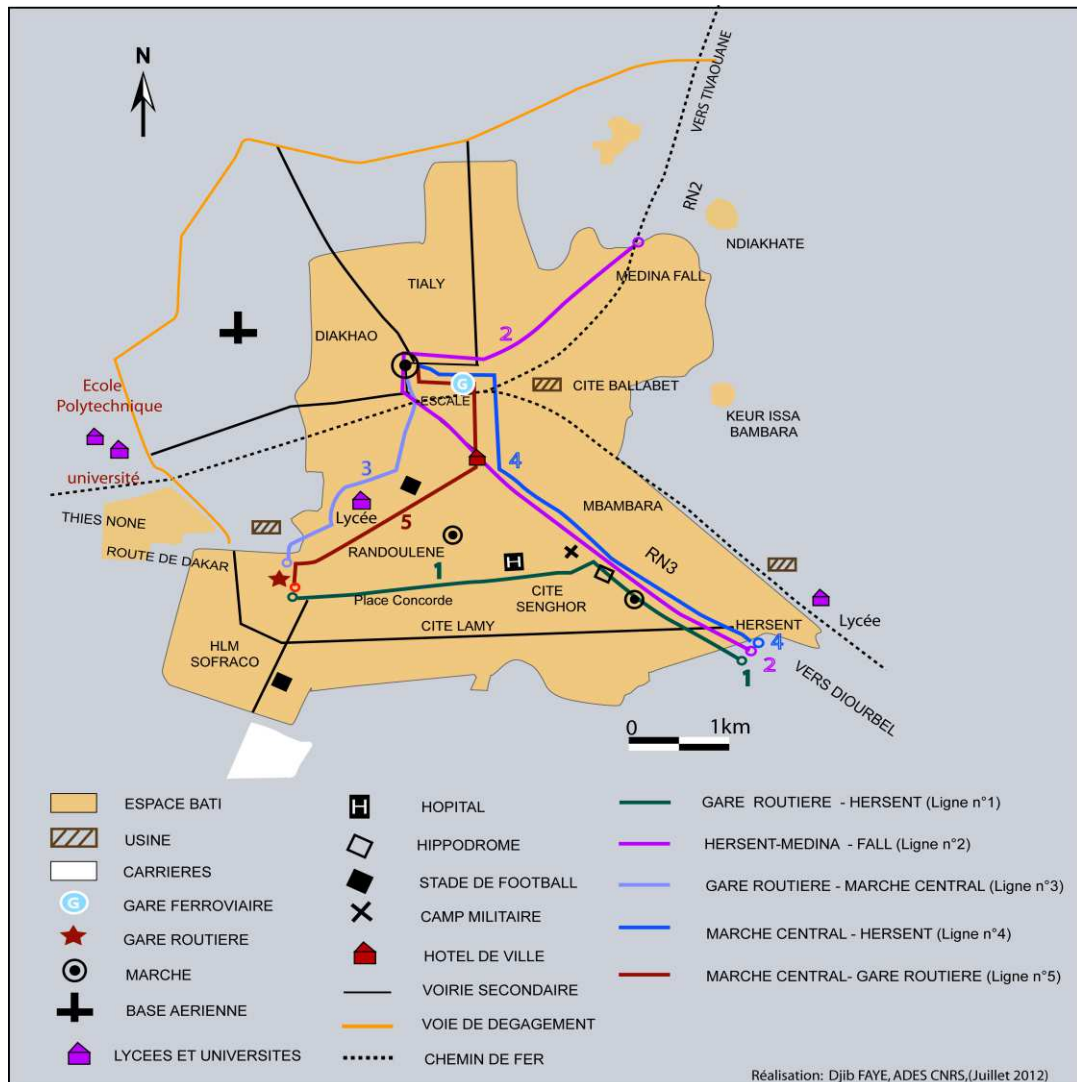 N
VERS TIVAOUANE
RN2
NDIAKHATE
MEDINA FALL
TIALY
DIAKHAO
2
G
ESCALE
CITE BALLABET
KEUR ISSA
BAMBARA
Ecole
Polytechnique
université
THIES NONE
ROUTE DE DAKAR
3
4
Lycée
5
MBAMBARA
RANDOULENE
RN3
H
1
Place Concorde
CITE
SENGHOR
CITE LAMY
HERSENT
Lycée
HLM
SOFRACO
4
2
1
VERS DIOURBEL
0 1km
ESPACE BATI
USINE
CARRIERES
G GARE FERROVIAIRE
GARE ROUTIERE
MARCHE
BASE AERIENNE
LYCEES ET UNIVERSITES
H HOPITAL
HIPPODROME
STADE DE FOOTBALL
CAMP MILITAIRE
HOTEL DE VILLE
VOIRIE SECONDAIRE
VOIE DE DEGAGEMENT
CHEMIN DE FER
GARE ROUTIERE - HERSENT (Ligne n°1)
HERSENT-MEDINA - FALL (Ligne n°2)
GARE ROUTIERE - MARCHE CENTRAL (Ligne n°3)
MARCHE CENTRAL - HERSENT (Ligne n°4)
MARCHE CENTRAL- GARE ROUTIERE (Ligne n°5)
Réalisation: Djib FAYE, ADES CNRS,(Juillet 2012)